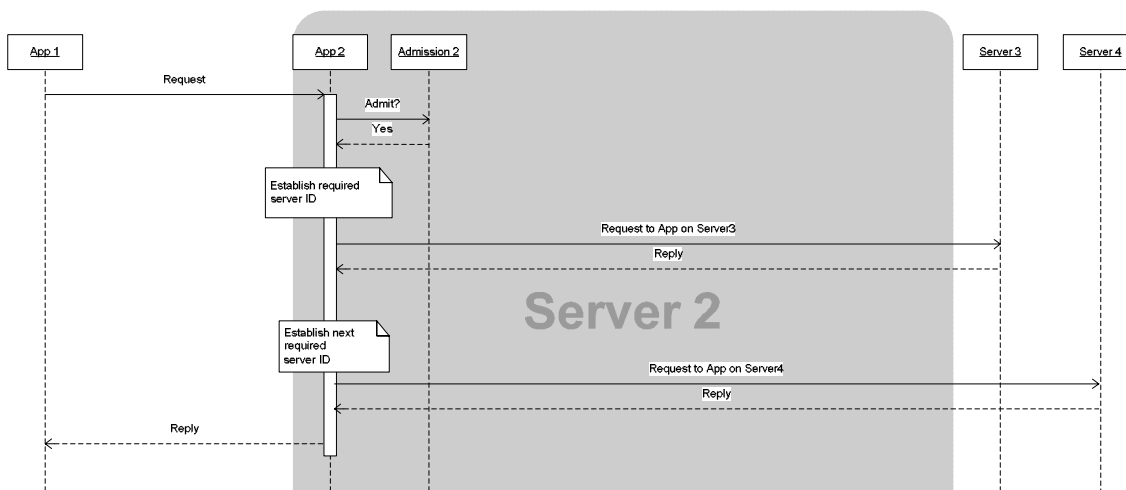 App 1
App 2
Admission 2
Server 3
Server 4
Request
Admit?
Yes
Establish required
server ID
Request to App on Server3
Reply
Server 2
Establish next
required
server ID
Request to App on Server4
Reply
Reply